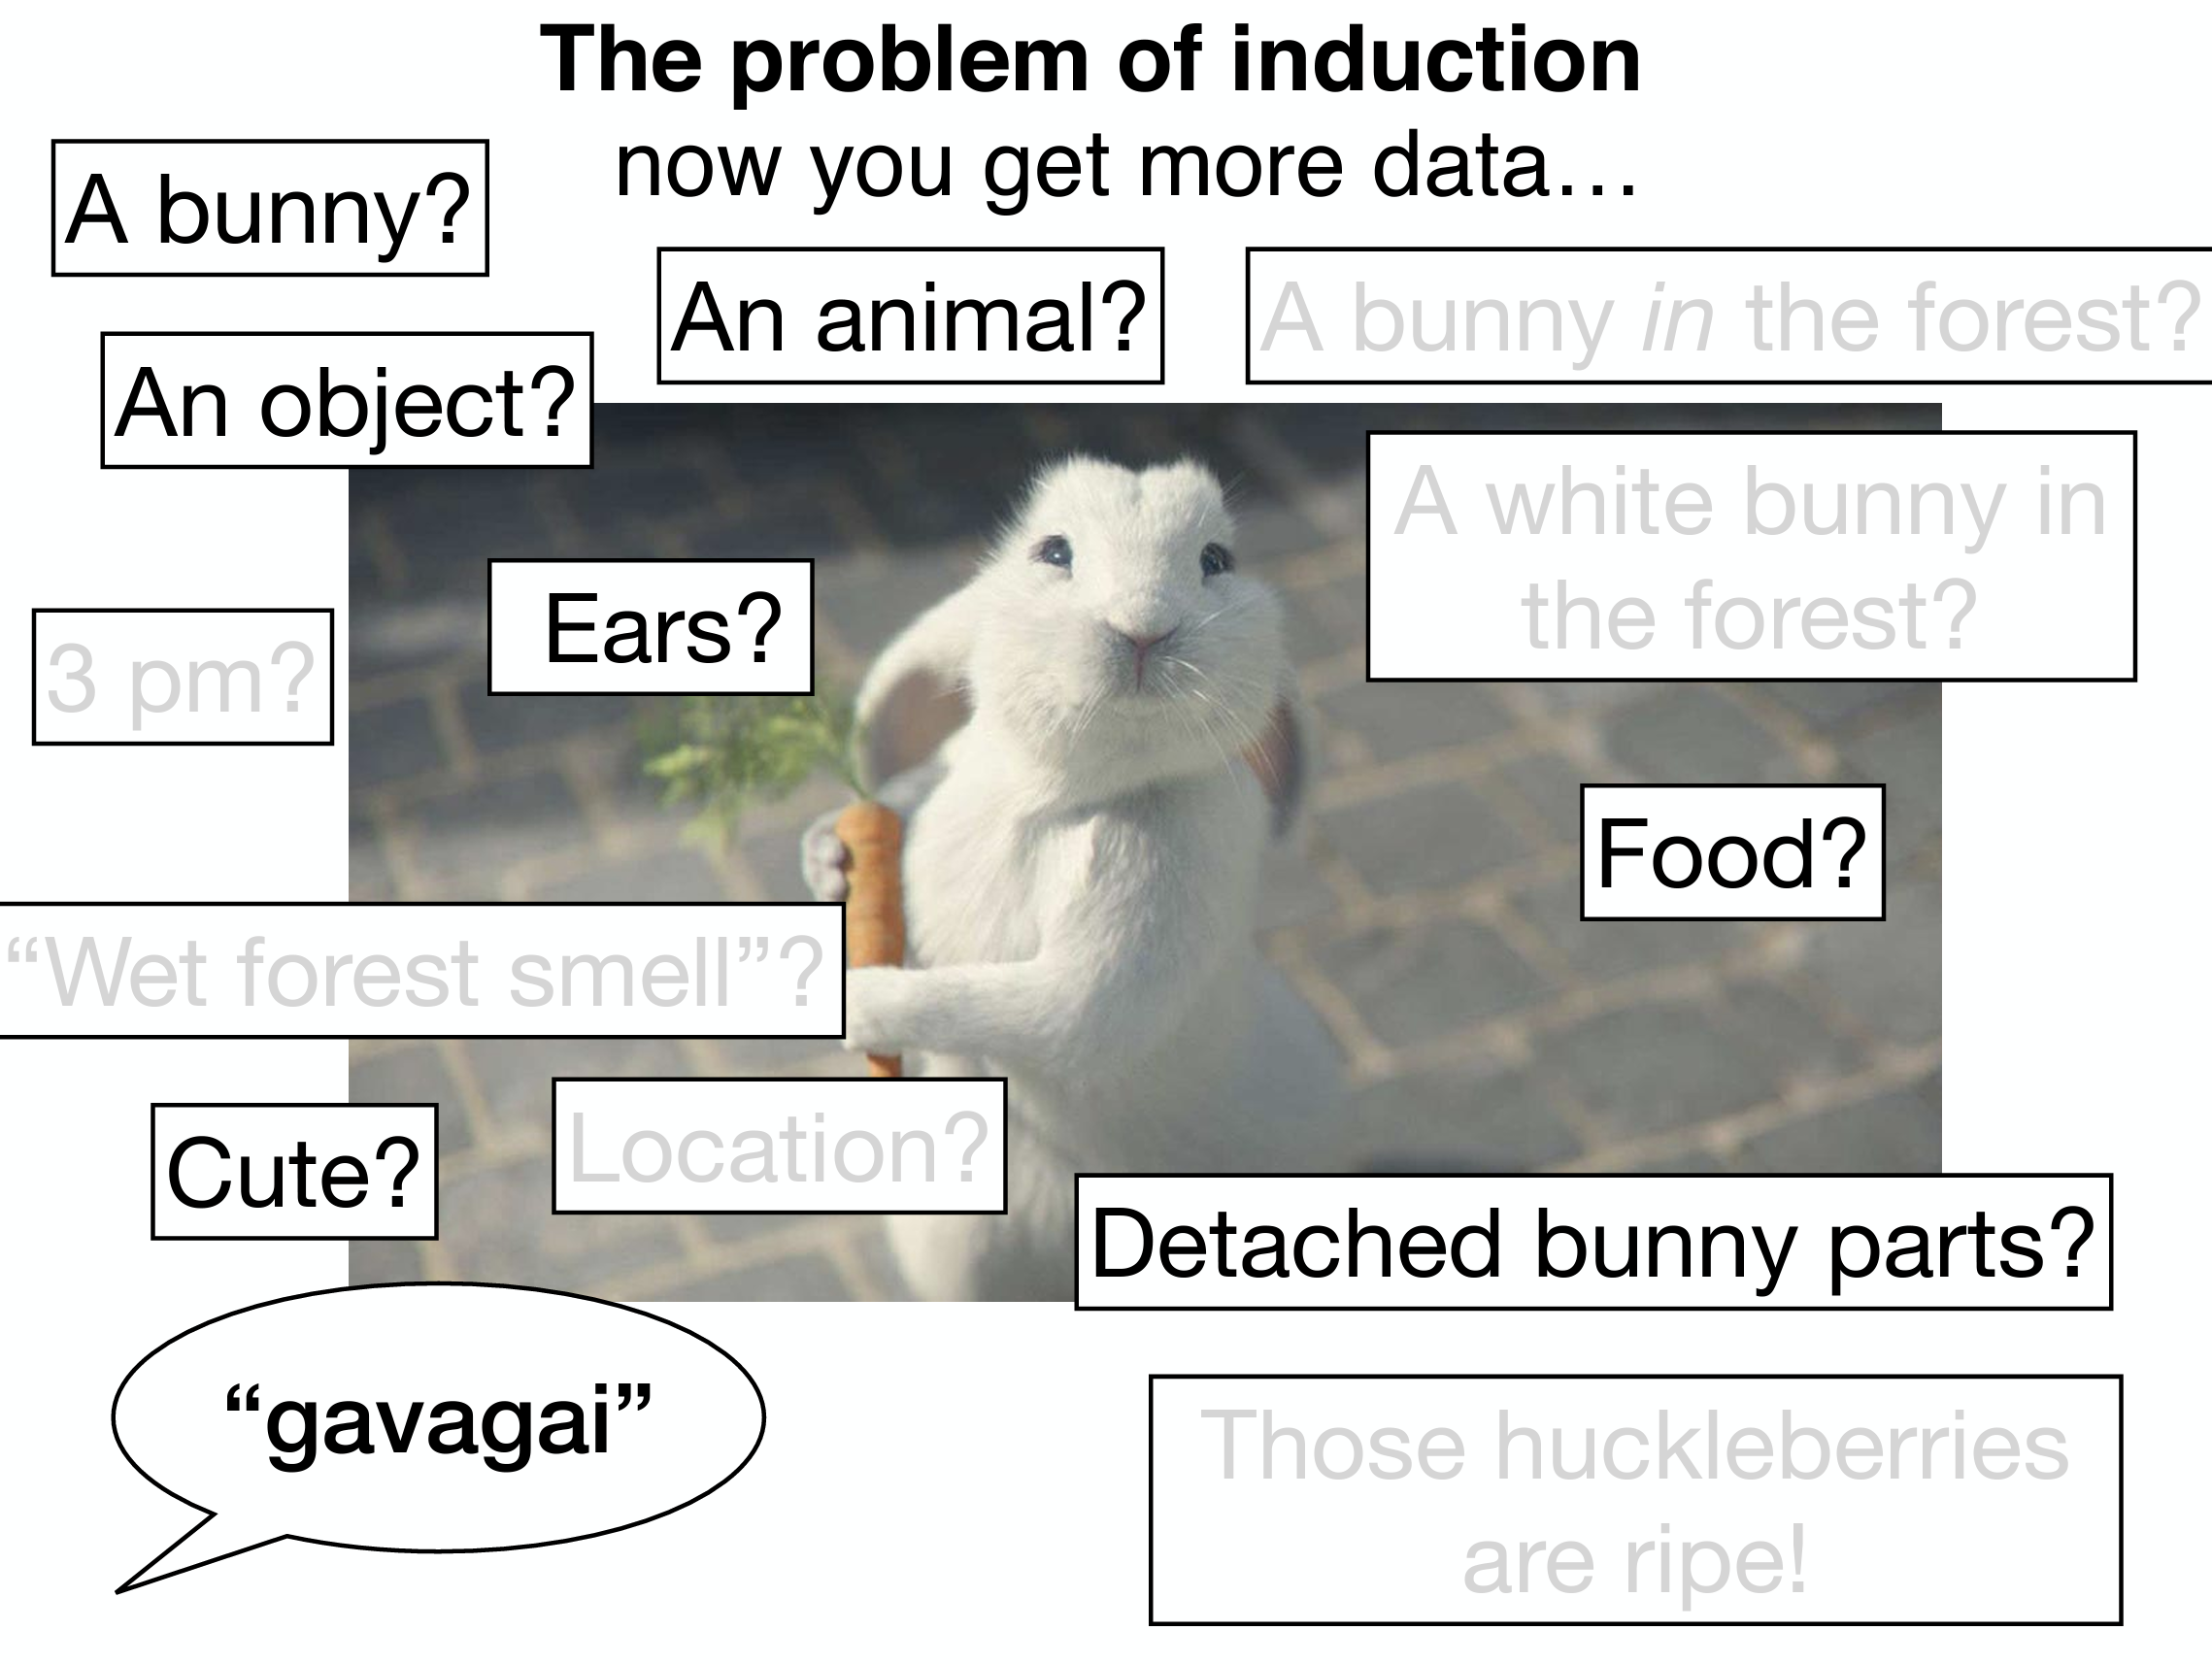 The problem of induction
now you get more data…
A bunny?
An animal?
A bunny in the forest?
An object?
A white bunny in
the forest?
Ears?
3 pm?
Food?
“Wet forest smell”?
Cute?
Location?
Detached bunny parts?
“gavagai”
Those huckleberries
are ripe!